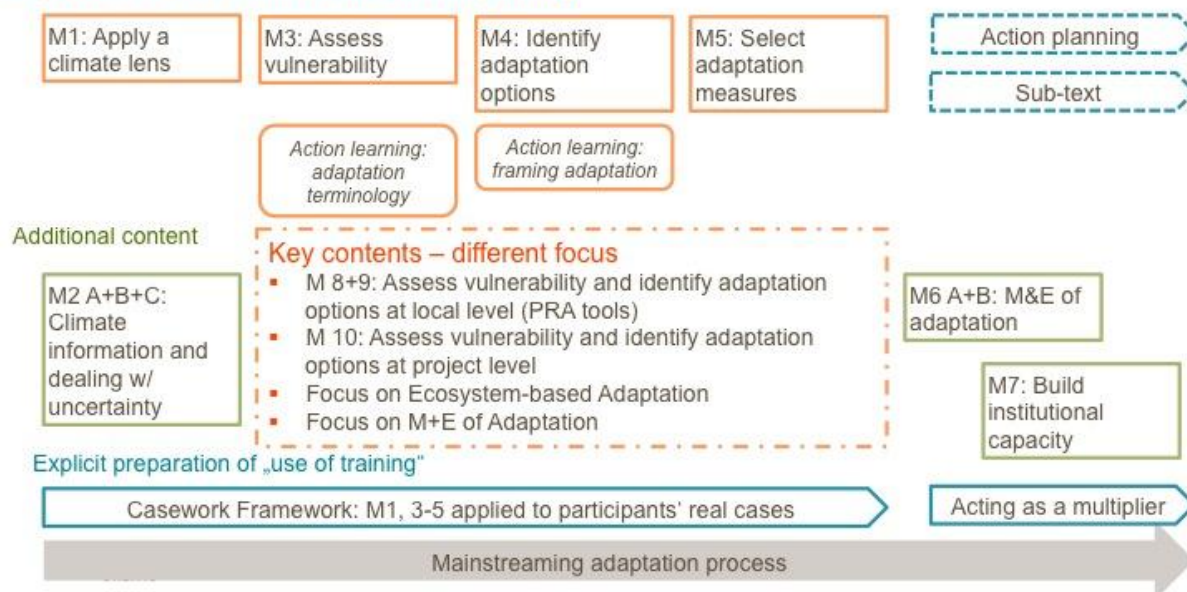 M1: Apply a
climate lens
M3: Assess
vulnerability
M4: Identify
adaptation
options
M5: Select
adaptation
measures
Action planning
Sub-text
Action learning:
adaptation
terminology
Action learning:
framing adaptation
Additional content
M2 A+B+C:
Climate
information and
dealing w/
uncertainty
Key contents – different focus
▪ M 8+9: Assess vulnerability and identify adaptation
options at local level (PRA tools)
▪ M 10: Assess vulnerability and identify adaptation
options at project level
▪ Focus on Ecosystem-based Adaptation
▪ Focus on M+E of Adaptation
M6 A+B: M&E of
adaptation
M7: Build
institutional
capacity
Explicit preparation of „use of training“
Casework Framework: M1, 3-5 applied to participants’ real cases
Acting as a multiplier
Mainstreaming adaptation process